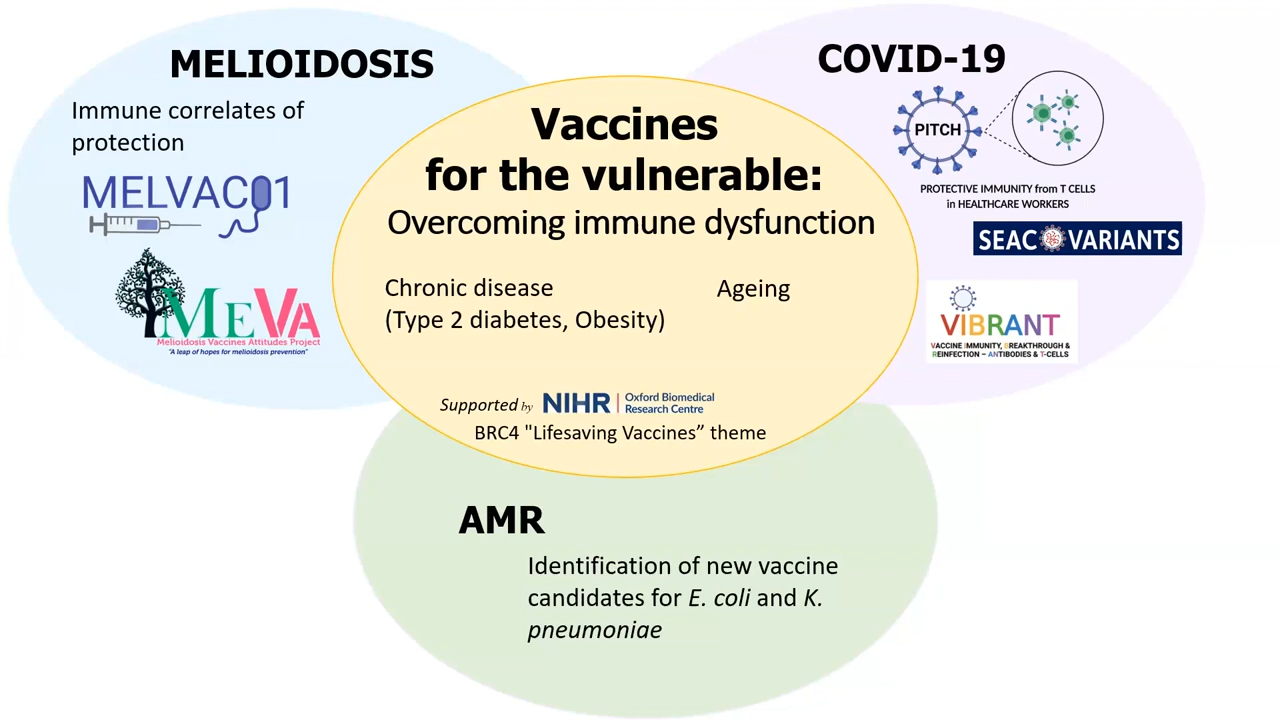 MELIOIDOSIS
Immune correlates of
protection
MELVAC01
MEVA
Melioidosis Vaccines Attitudes Project
"A leap of hopes for melioidosis prevention"
Vaccines
for the vulnerable:
Overcoming immune dysfunction
Chronic disease
(Type 2 diabetes, Obesity)
Ageing
Supported by NIHR | Oxford Biomedical
Research Centre
BRC4 "Lifesaving Vaccines” theme
COVID-19
PITCH
PROTECTIVE IMMUNITY from T CELLS
in HEALTHCARE WORKERS
SEACOVARIANTS
VIBRANT
VACCINE IMMUNITY, BREAKTHROUGH &
REINFECTION – ANTIBODIES & T-CELLS
AMR
Identification of new vaccine
candidates for E. coli and K.
pneumoniae